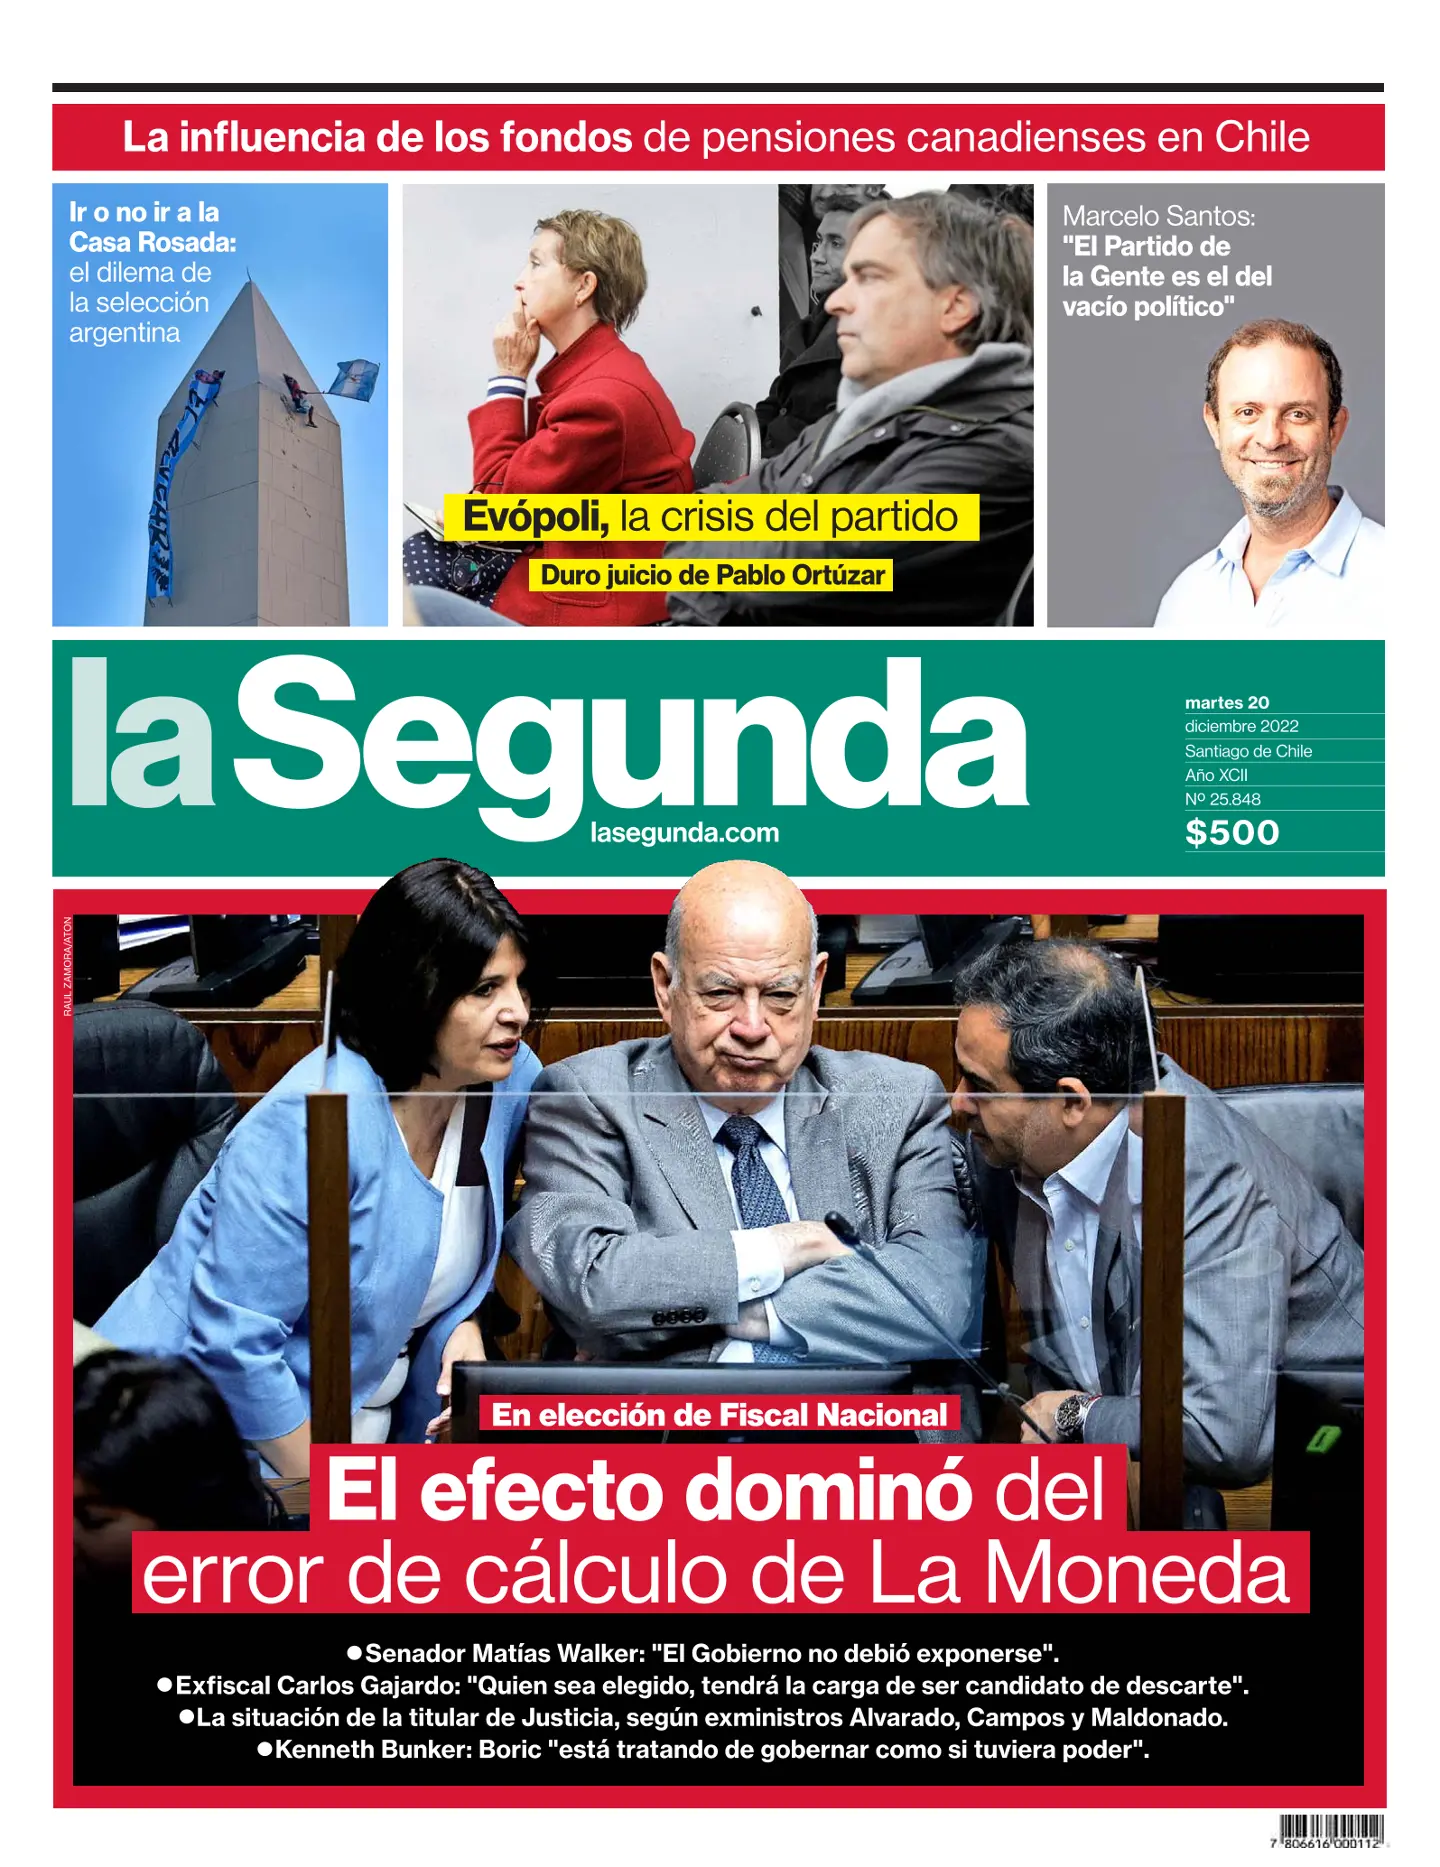 La influencia de los fondos de pensiones canadienses en Chile
Ir o no ir a la
Casa Rosada:
el dilema de
la selección
argentina
Evópoli, la crisis del partido
Duro juicio de Pablo Ortúzar
Marcelo Santos:
"El Partido de
la Gente es el del
vacío político"
la Segunda
lasegunda.com
martes 20
diciembre 2022
Santiago de Chile
Año XCII
Nº 25.848
$500
RAUL ZAMORA/ATON
En elección de Fiscal Nacional
El efecto dominó del
error de cálculo de La Moneda
●Senador Matías Walker: "El Gobierno no debió exponerse".
●Exfiscal Carlos Gajardo: "Quien sea elegido, tendrá la carga de ser candidato de descarte".
●La situación de la titular de Justicia, según exministros Alvarado, Campos y Maldonado.
●Kenneth Bunker: Boric "está tratando de gobernar como si tuviera poder".
7 806616 000112